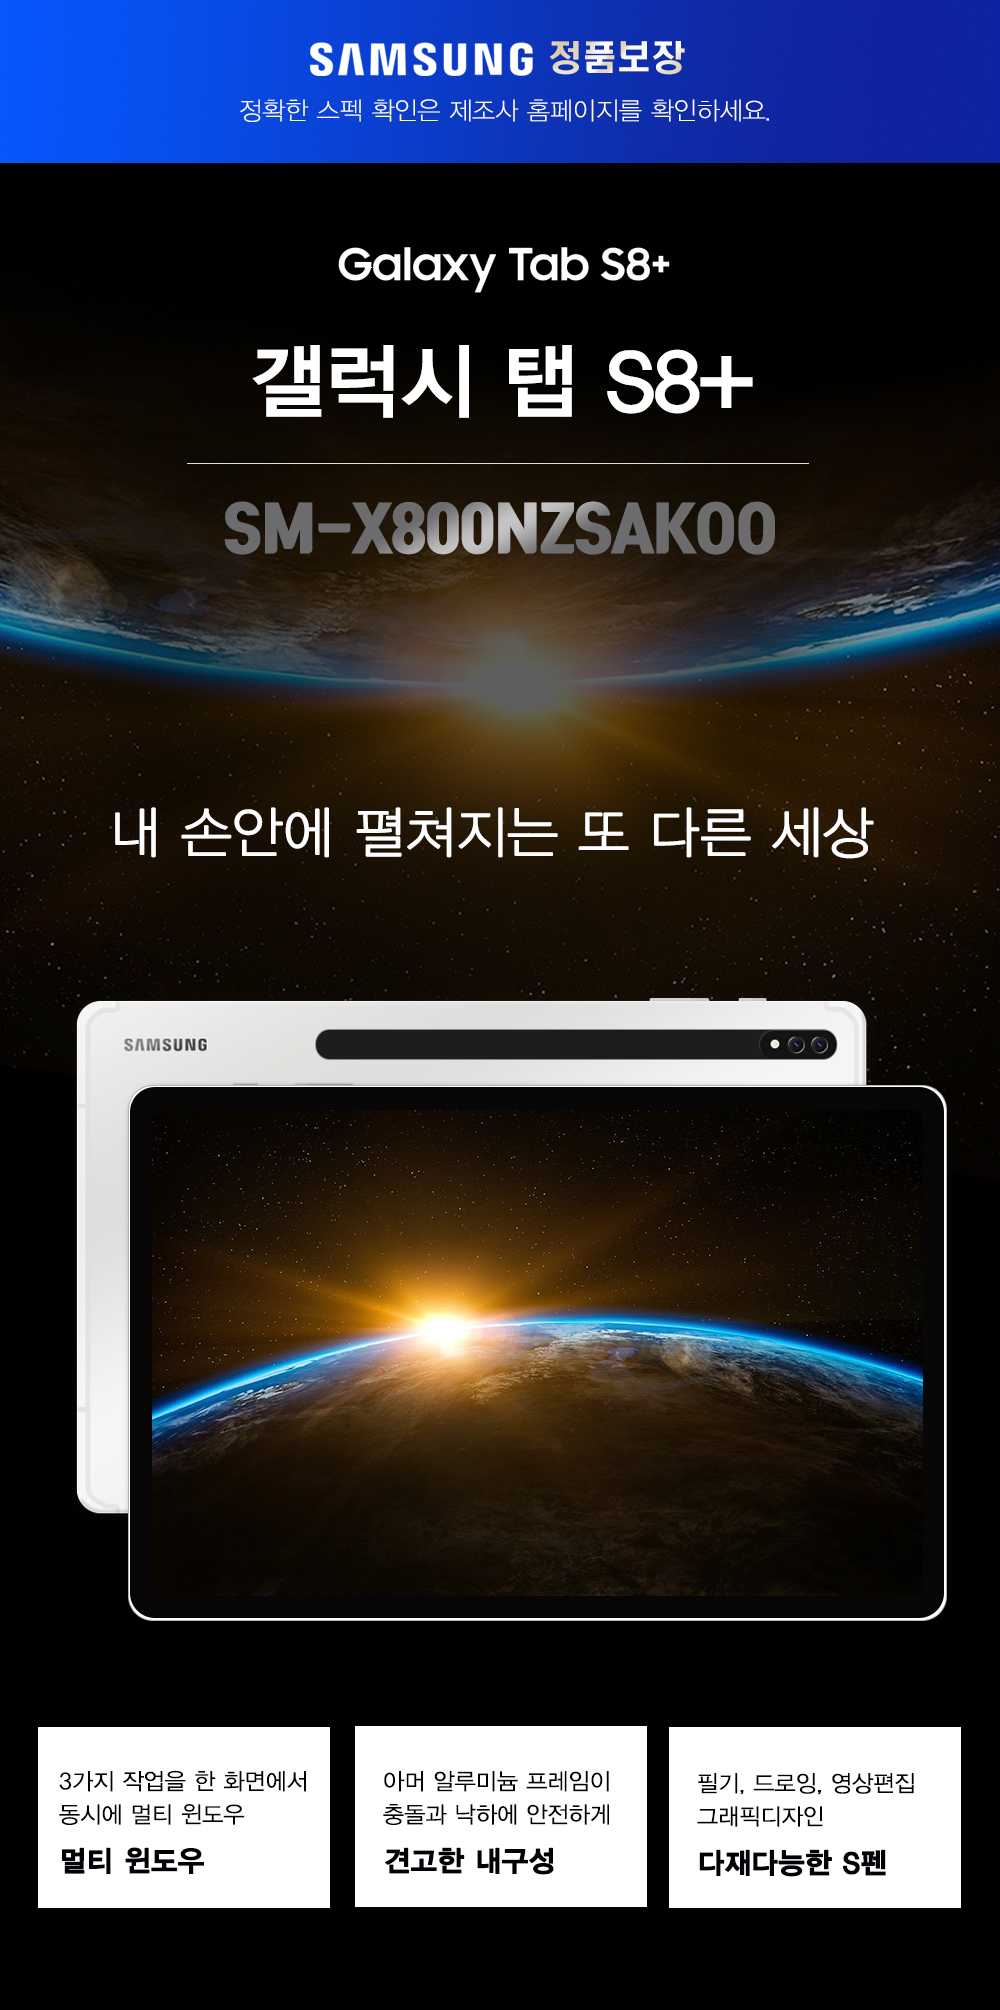 SAMSUNG 정품보장
정확한 스펙 확인은 제조사 홈페이지를 확인하세요.
Galaxy Tab S8+
갤럭시 탭 S8+
SM-X800NZSAKOO
내 손안에 펼쳐지는 또 다른 세상
SAMSUNG
3가지 작업을 한 화면에서
동시에 멀티 윈도우
멀티 윈도우
아머 알루미늄 프레임이
충돌과 낙하에 안전하게
견고한 내구성
필기, 드로잉, 영상편집
그래픽디자인
다재다능한 S펜